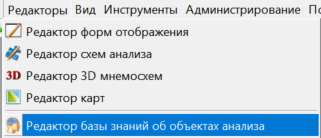 Редакторы Вид Инструменты Администрирование
Редактор форм отображения
Редактор схем анализа
3D Редактор 3D мнемосхем
Редактор карт
Редактор базы знаний об объектах анализа